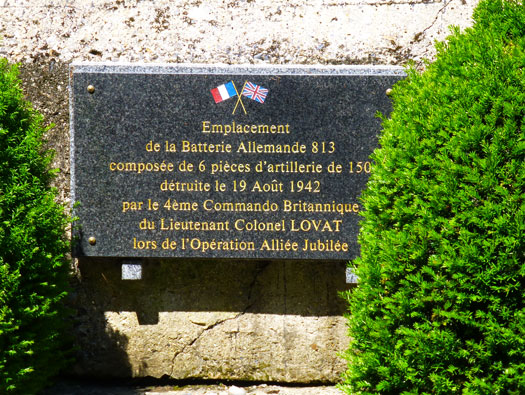 Emplacement
de la Batterie Allemande 813
composée de 6 pièces d'artillerie de 150
détruite le 19 Août 1942
par le 4ème Commando Britannique
du Lieutenant Colonel LOVAT
lors de l'Opération Alliée Jubilée